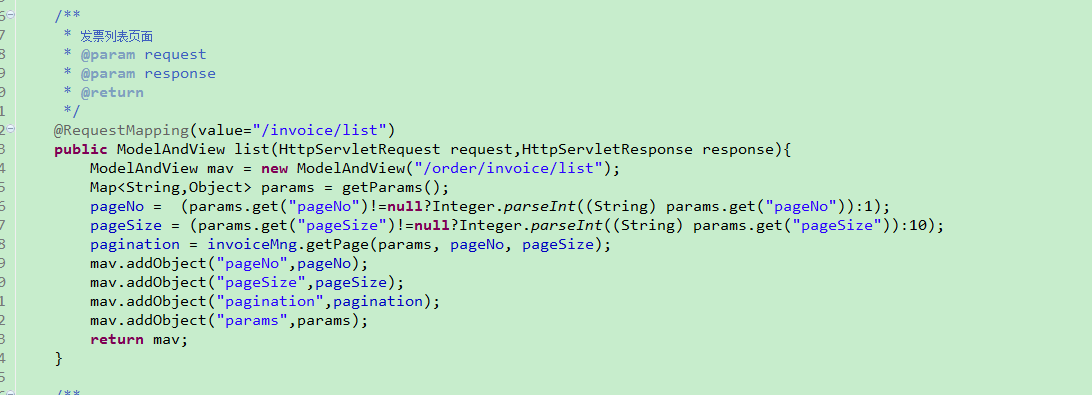 6 /**
7 * 发票列表页面
8 * @param request
9 * @param response
0 * @return
1 */
2 @RequestMapping(value="/invoice/list")
3 public ModelAndView list(HttpServletRequest request,HttpServletResponse response){
4 ModelAndView mav = new ModelAndView("/order/invoice/list");
5 Map<String,Object> params = getParams();
6 pageNo =  (params.get("pageNo")!=null?Integer.parseInt((String) params.get("pageNo")):1);
7 pageSize = (params.get("pageSize")!=null?Integer.parseInt((String) params.get("pageSize")):10);
8 pagination = invoiceMng.getPage(params, pageNo, pageSize);
9 mav.addObject("pageNo",pageNo);
0 mav.addObject("pageSize",pageSize);
1 mav.addObject("pagination",pagination);
2 mav.addObject("params",params);
3 return mav;
4 }
5
/**